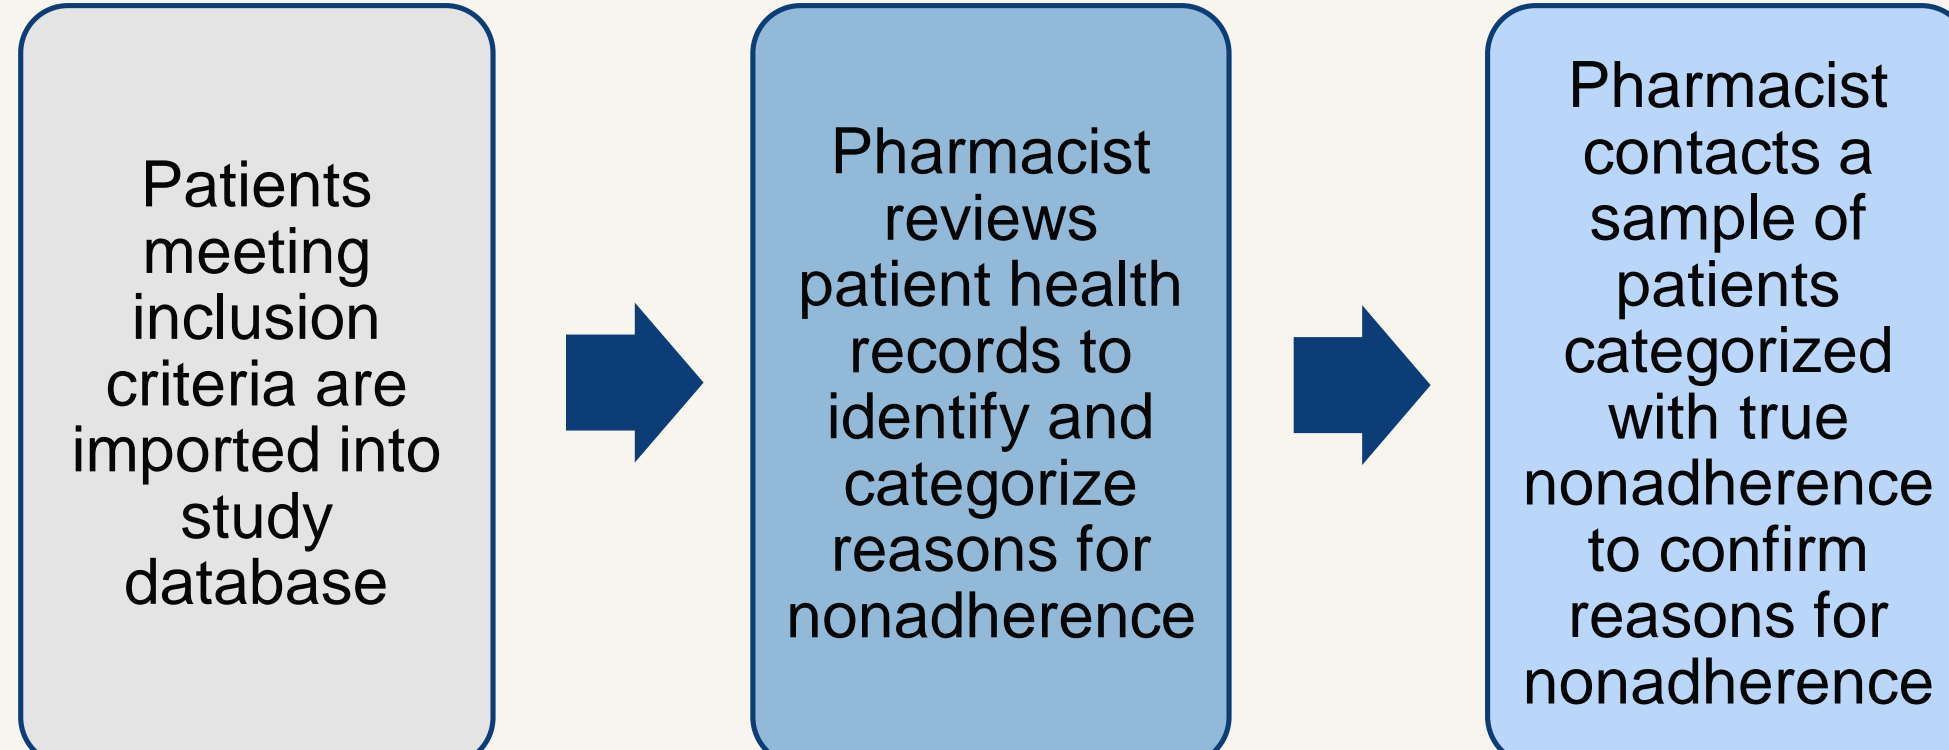 Patients
meeting
inclusion
criteria are
imported into
study
database
Pharmacist
reviews
patient health
records to
identify and
categorize
reasons for
nonadherence
Pharmacist
contacts a
sample of
patients
categorized
with true
nonadherence
to confirm
reasons for
nonadherence